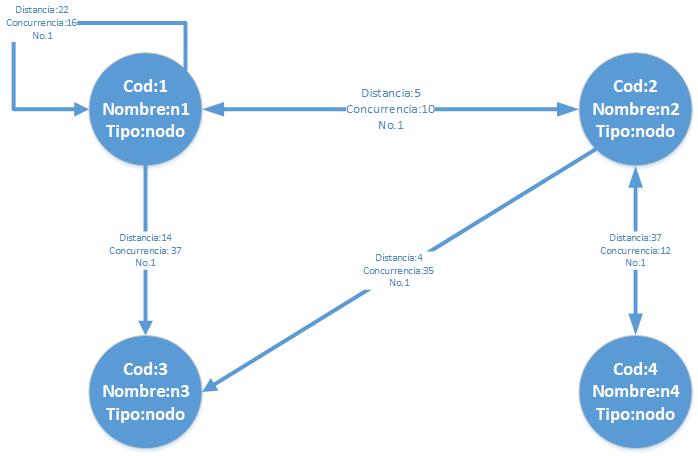 Distancia:22
Concurrencia:16
No.1
Cod:1
Nombre:n1
Tipo:nodo
Distancia:5
Concurrencia:10
No.1
Cod:2
Nombre:n2
Tipo:nodo
Distancia:14
Concurrencia: 37
No.1
Distancia:4
Concurrencia:35
No.1
Distancia:37
Concurrencia:12
No.1
Cod:3
Nombre:n3
Tipo:nodo
Cod:4
Nombre:n4
Tipo:nodo